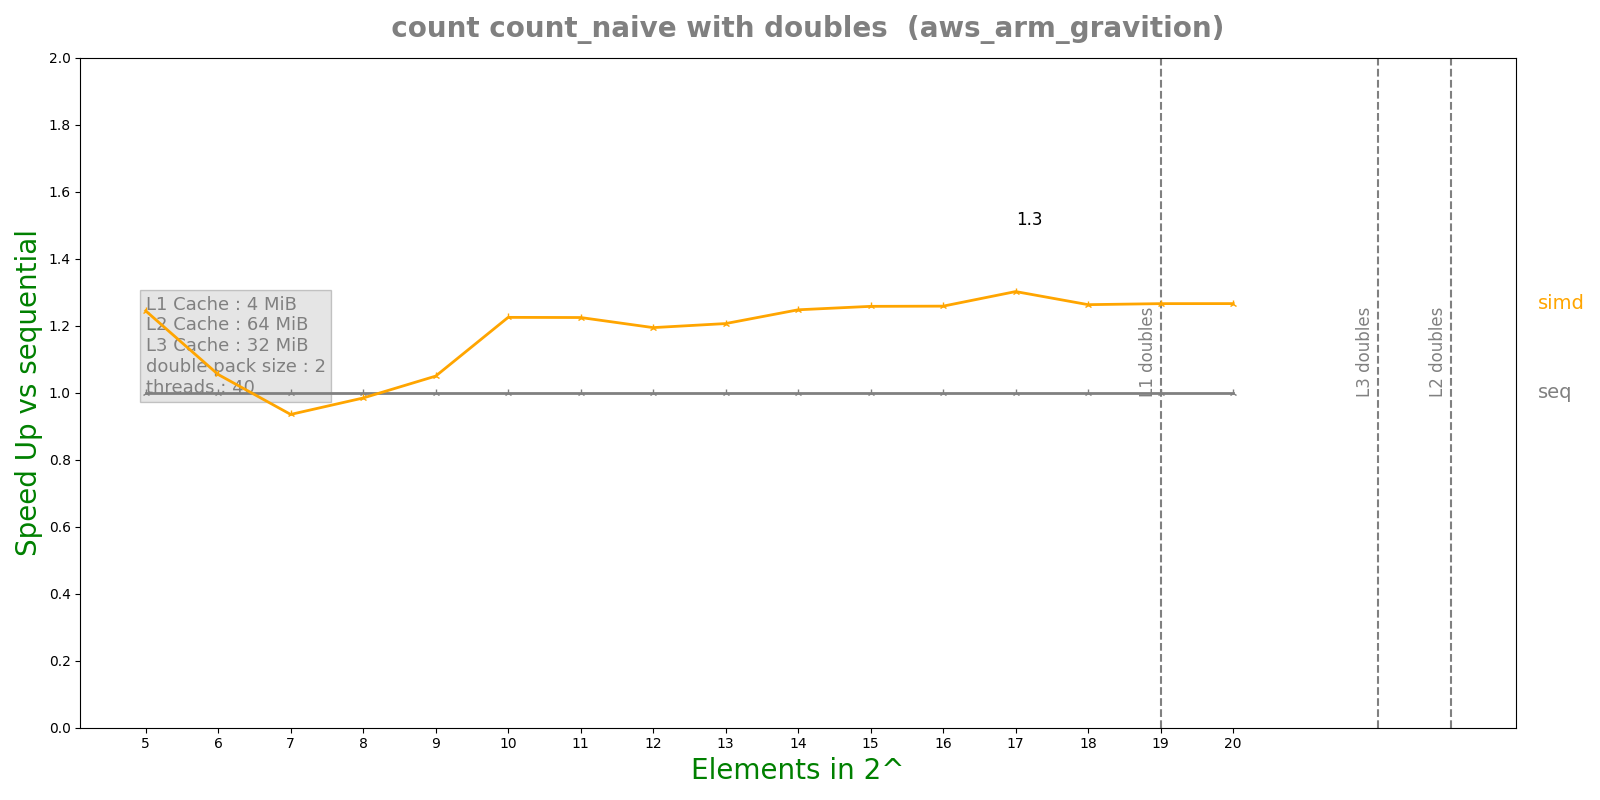 count count_naive with doubles  (aws_arm_gravition)
2.0
1.8
1.6
1.4
1.2
1.0
0.8
0.6
0.4
0.2
0.0
Speed Up vs sequential
L1 Cache : 4 MiB
L2 Cache : 64 MiB
L3 Cache : 32 MiB
double pack size : 2
threads : 40
1.3
L1 doubles
L3 doubles
L2 doubles
simd
seq
5 6 7 8 9 10 11 12 13 14 15 16 17 18 19 20
Elements in 2^